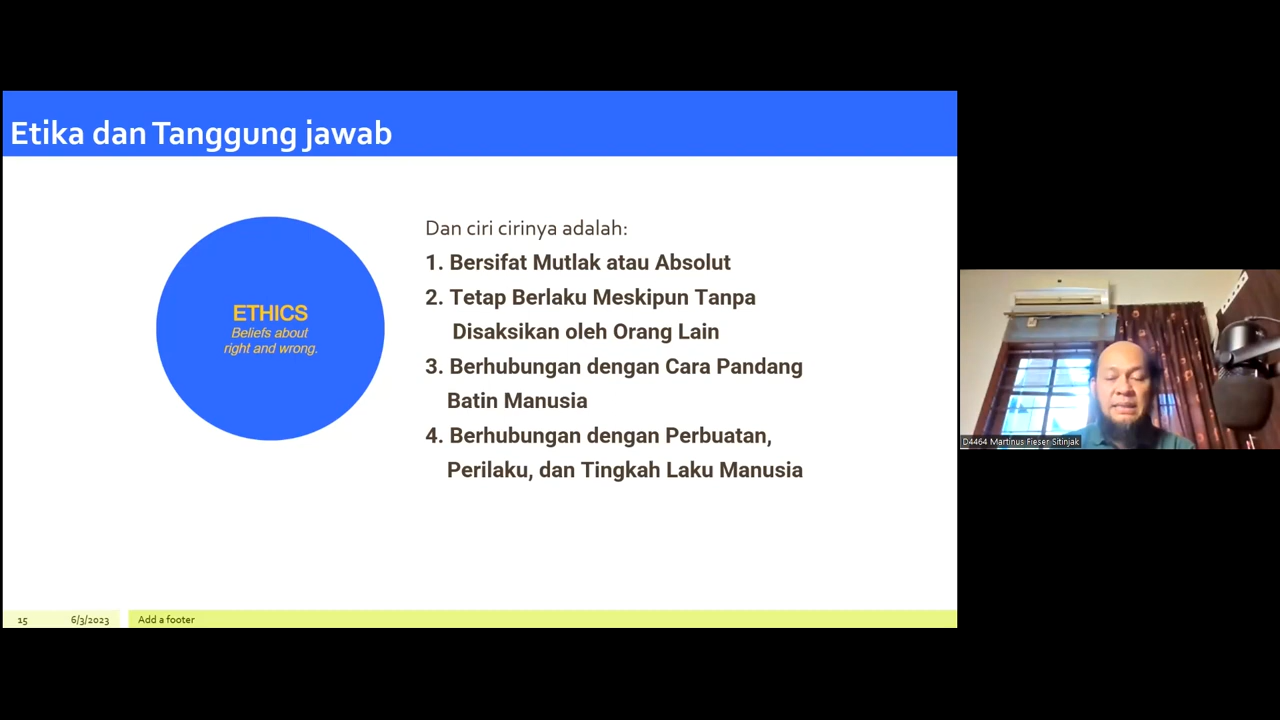 Etika dan Tanggung jawab
ETHICS
Beliefs about
right and wrong.
Dan ciri cirinya adalah:
1. Bersifat Mutlak atau Absolut
2. Tetap Berlaku Meskipun Tanpa
Disaksikan oleh Orang Lain
3. Berhubungan dengan Cara Pandang
Batin Manusia
4. Berhubungan dengan Perbuatan,
Perilaku, dan Tingkah Laku Manusia
D4464 Martinus Fieser Sitinjak
15 6/3/2023 Add a footer